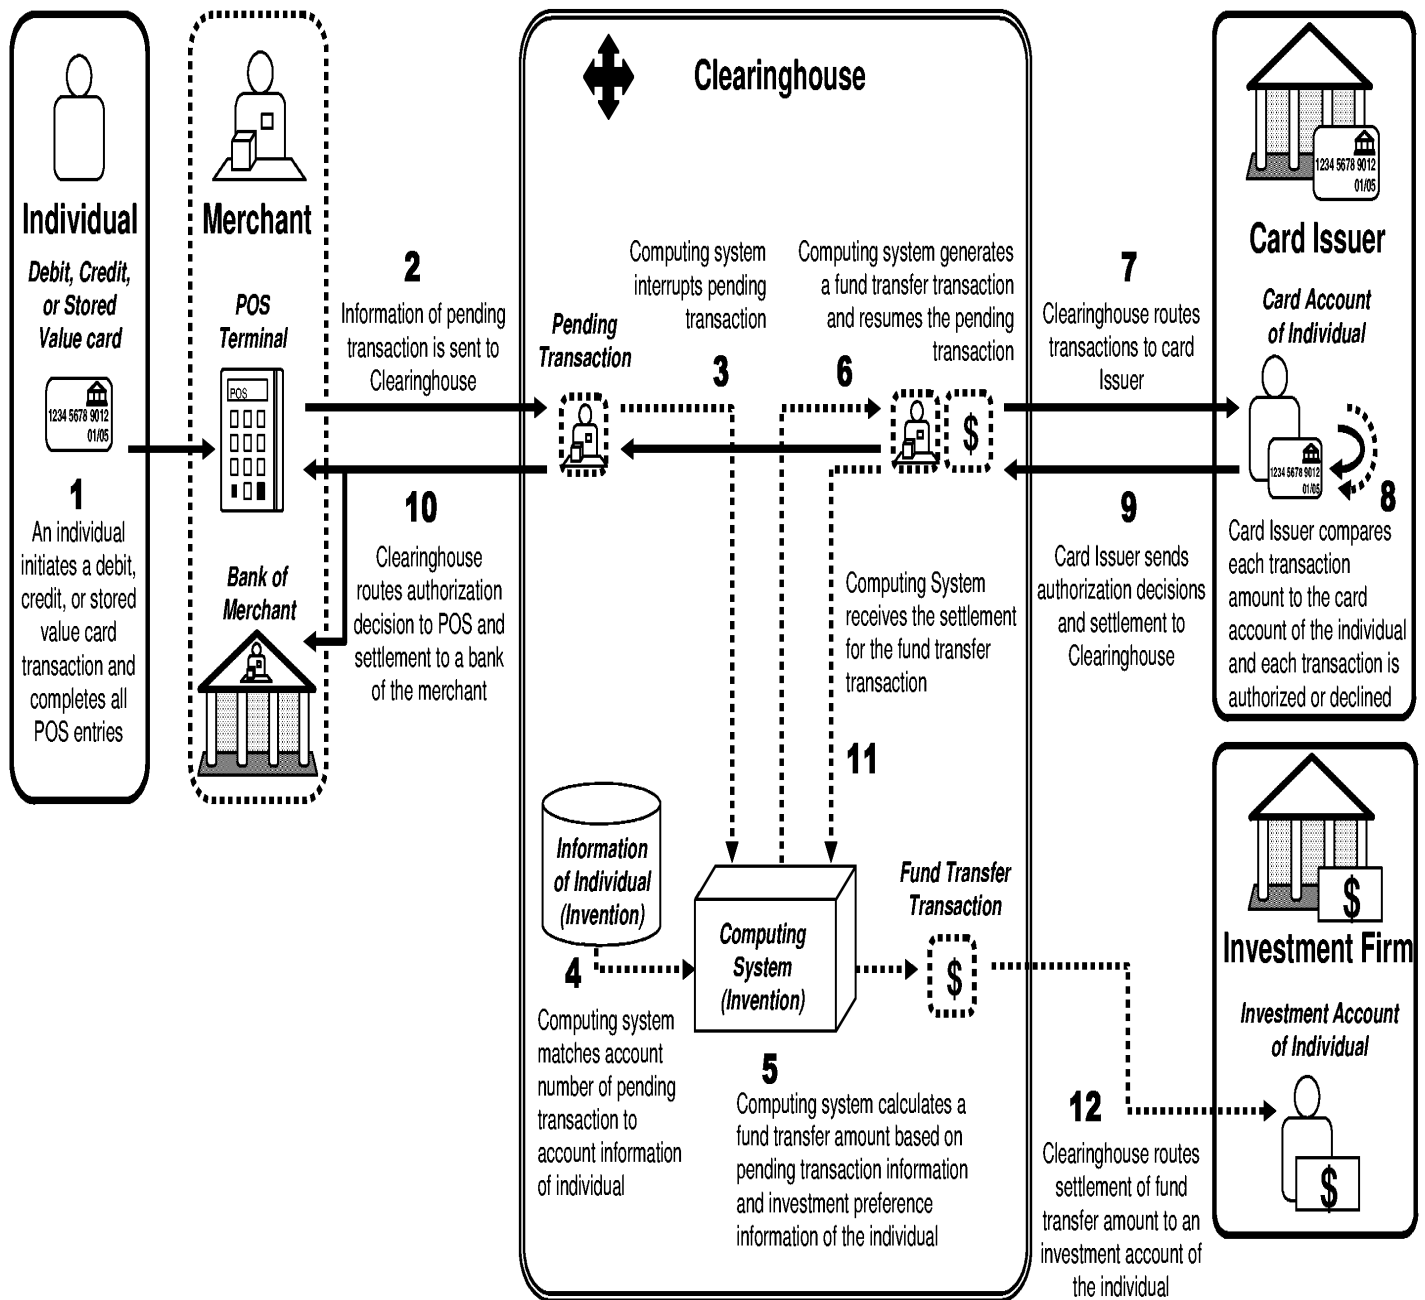 Individual
Debit, Credit,
or Stored
Value card
1234 5678 9012
01/05
1
An individual
initiates a debit,
credit, or stored
value card
transaction and
completes all
POS entries
Merchant
POS
Terminal
POS
Bank of
Merchant
2
Information of pending
transaction is sent to
Clearinghouse
10
Clearinghouse
routes authorization
decision to POS and
settlement to a bank
of the merchant
Clearinghouse
Pending
Transaction
Computing system
interrupts pending
transaction
3
Computing system generates
a fund transfer transaction
and resumes the pending
transaction
6
$
Computing System
receives the settlement
for the fund transfer
transaction
11
Information
of Individual
(Invention)
4
Computing system
matches account
number of pending
transaction to
account information
of individual
Computing
System
(Invention)
5
Computing system calculates a
fund transfer amount based on
pending transaction information
and investment preference
information of the individual
Fund Transfer
Transaction
$
7
Clearinghouse routes
transactions to card
Issuer
9
Card Issuer sends
authorization decisions
and settlement to
Clearinghouse
12
Clearinghouse routes
settlement of fund
transfer amount to an
investment account of
the individual
1234 5678 9012
01/05
Card Issuer
Card Account
of Individual
1234 5678 9012
01/05
8
Card Issuer compares
each transaction
amount to the card
account of the individual
and each transaction is
authorized or declined
$
Investment Firm
Investment Account
of Individual
$